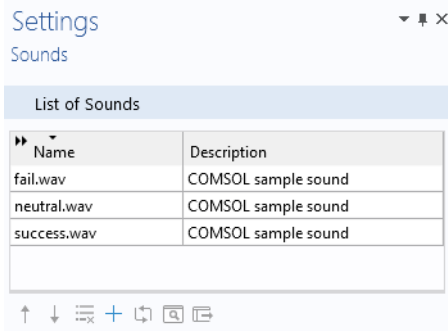 Settings
Sounds
List of Sounds
Name Description
fail.wav COMSOL sample sound
neutral.wav COMSOL sample sound
success.wav COMSOL sample sound